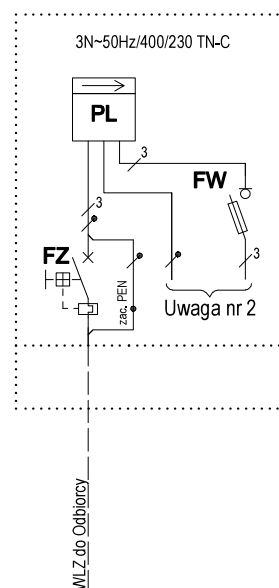 3N~50Hz/400/230 TN-C
PL
3
FW
3
FZ
zac. PEN
3
Uwaga nr 2
WLZ do Odbiorcy